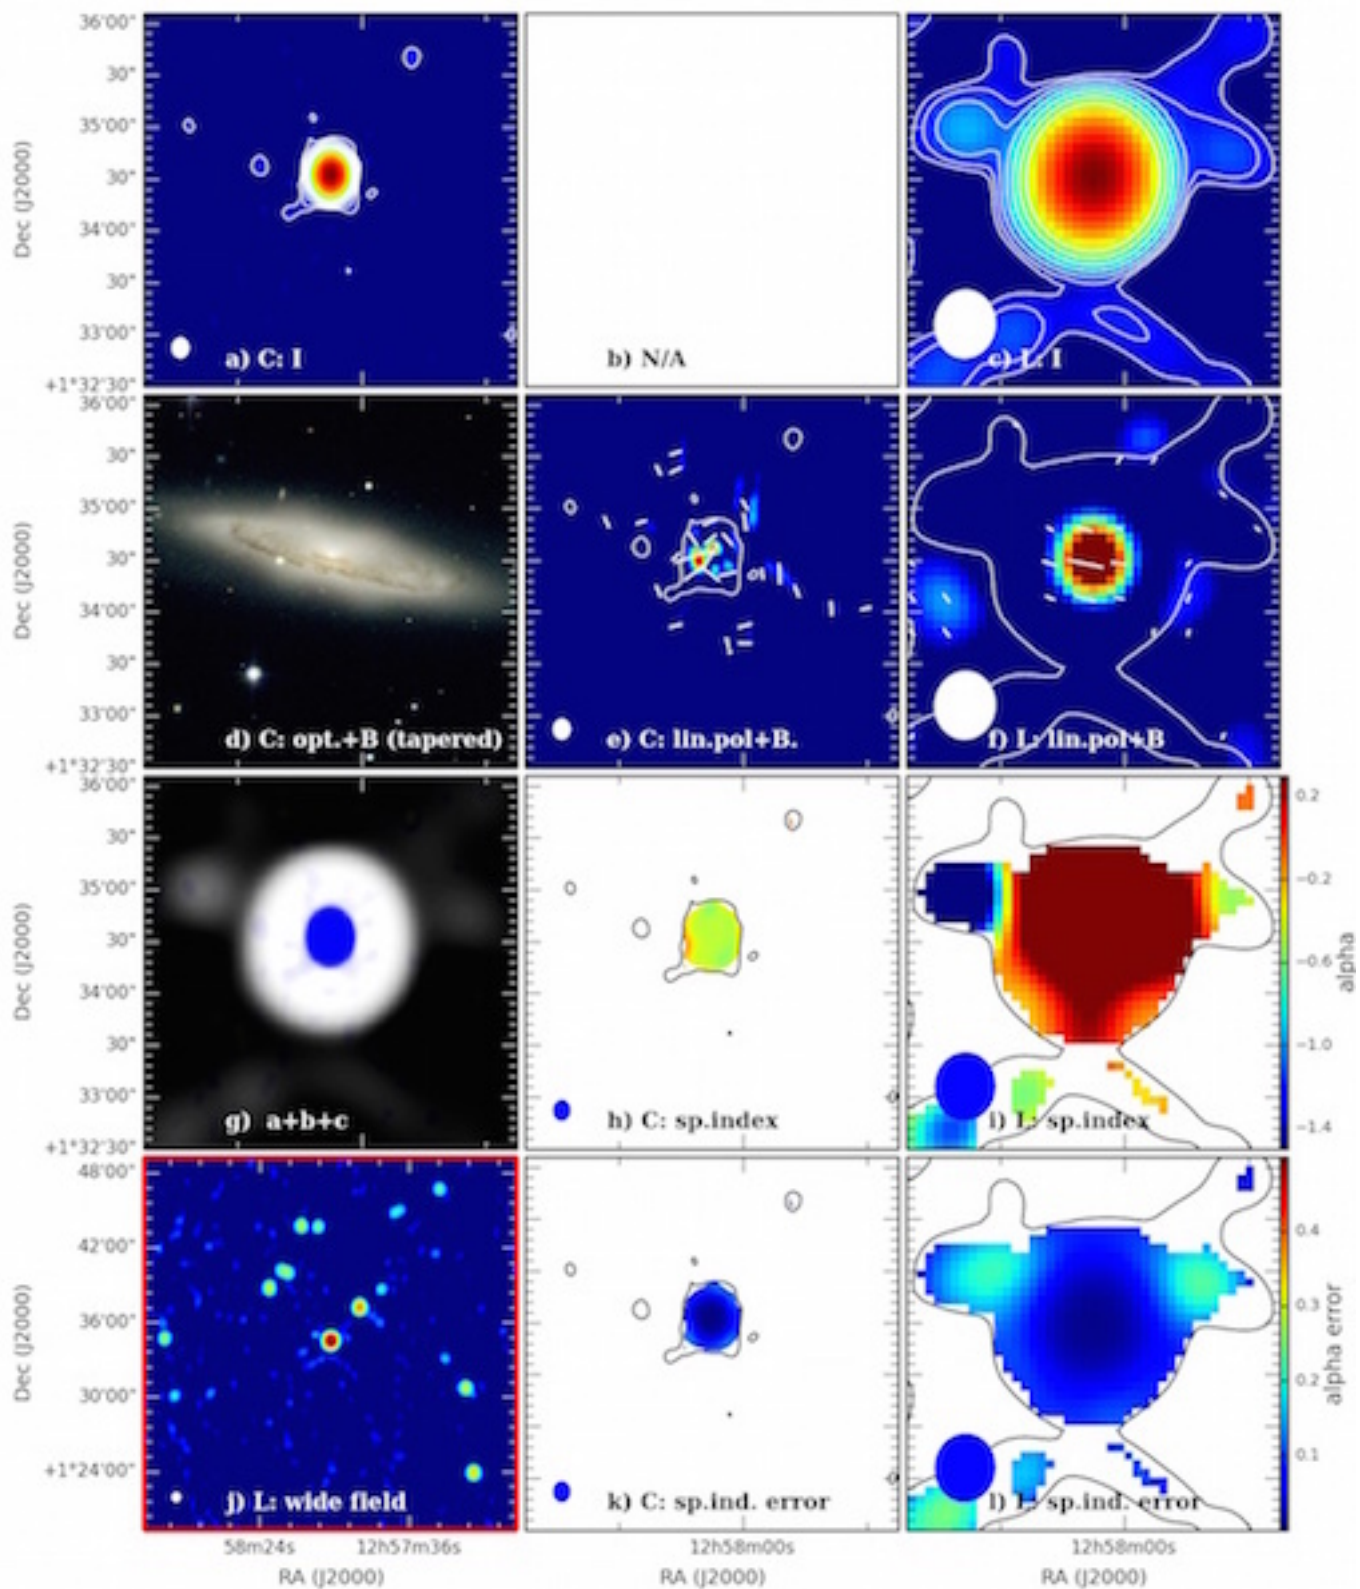 36'00"
30"
35'00"
30"
34'00"
30"
33'00"
+1°32'30"
Dec (J2000)
a) C: I
b) N/A
c) L: I
36'00"
30"
35'00"
30"
34'00"
30"
33'00"
+1°32'30"
Dec (J2000)
d) C: opt.+B (tapered)
e) C: lin.pol+B.
f) L: lin.pol+B
36'00"
30"
35'00"
30"
34'00"
30"
33'00"
+1°32'30"
Dec (J2000)
g) a+b+c
h) C: sp.index
i) L: sp.index
0.2
−0.2
−0.6
−1.0
−1.4
alpha
48'00"
42'00"
36'00"
30'00"
+1°24'00"
Dec (J2000)
j) L: wide field
k) C: sp.ind. error
l) L: sp.ind. error
0.4
0.3
0.2
0.1
alpha error
58m24s
12h57m36s
12h58m00s
12h58m00s
RA (J2000)
RA (J2000)
RA (J2000)